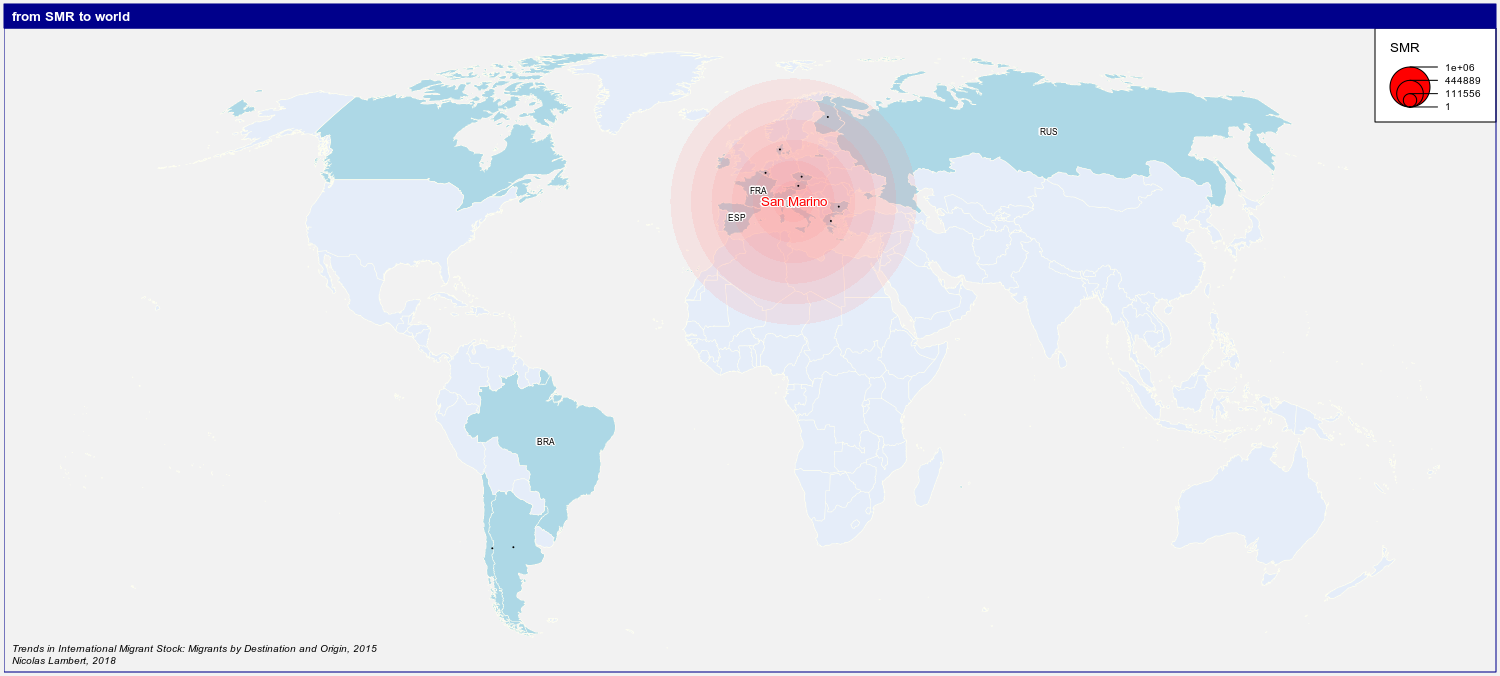 from SMR to world
SMR
1e+06
444889
111556
1
RUS
FRA
San Marino
ESP
BRA
Trends in International Migrant Stock: Migrants by Destination and Origin, 2015
Nicolas Lambert, 2018